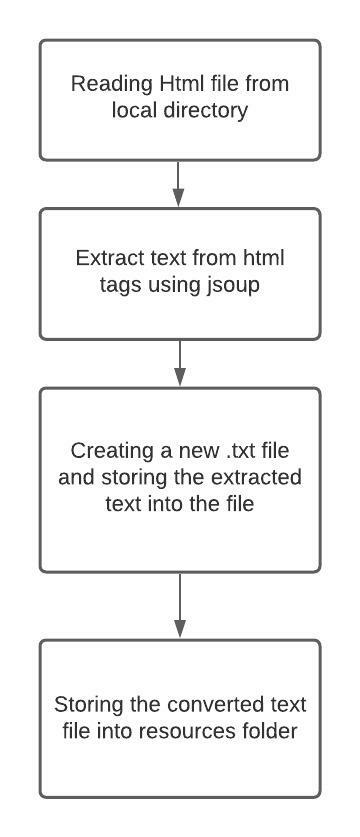 Reading Html file from
local directory
Extract text from html
tags using jsoup
Creating a new .txt file
and storing the extracted
text into the file
Storing the converted text
file into resources folder